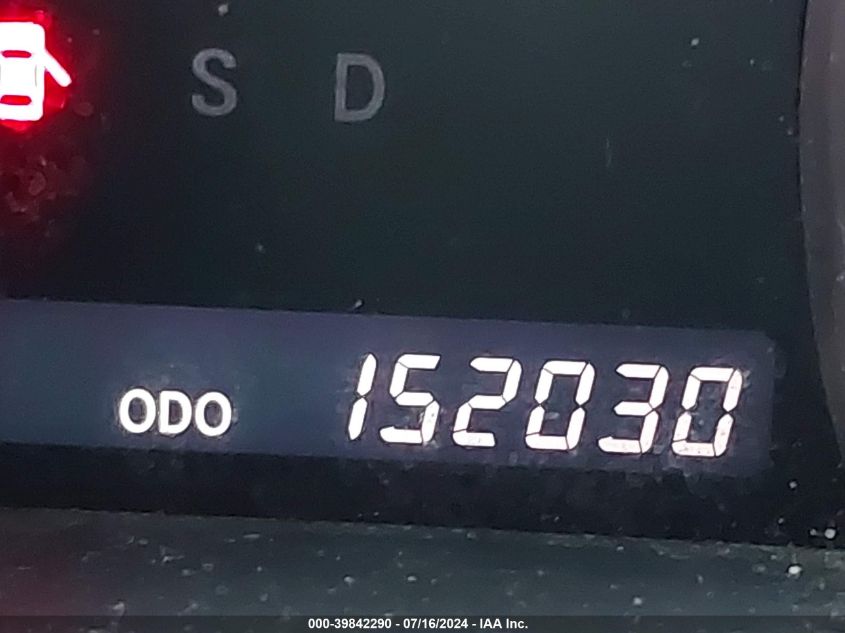 S D
ODO 152030
000-39842290 - 07/16/2024 - IAA Inc.